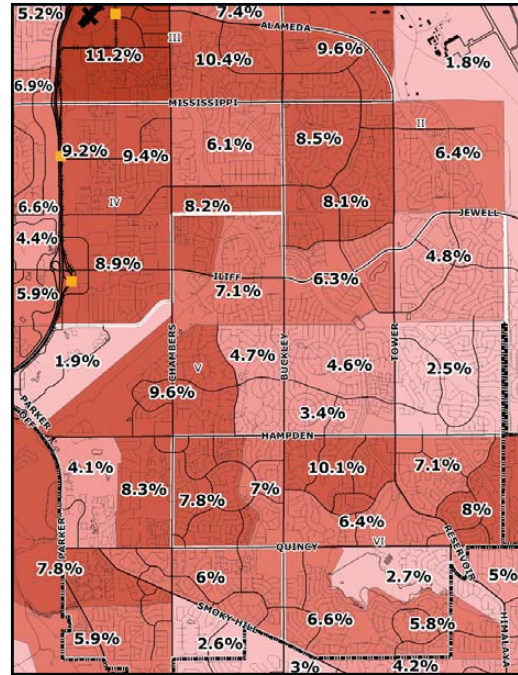 5.2%
7.4%
ALAMEDA
III
11.2%
10.4%
9.6%
1.8%
6.9%
MISSISSIPPI
II
9.2%
9.4%
6.1%
8.5%
6.4%
6.6%
IV
8.2%
8.1%
JEWELL
4.4%
8.9%
ILIFF
7.1%
6.3%
4.8%
5.9%
CHAMBERS
BUCKLEY
TOWER
1.9%
V
4.7%
4.6%
2.5%
9.6%
3.4%
PARKER
OFF
HAMPDEN
4.1%
8.3%
7.8%
7%
10.1%
7.1%
6.4%
8%
PARKER
QUINCY
VI
RESERVOIR
7.8%
6%
2.7%
5%
SMOKY-HILL
6.6%
5.8%
HIMALAYA
5.9%
2.6%
3%
4.2%